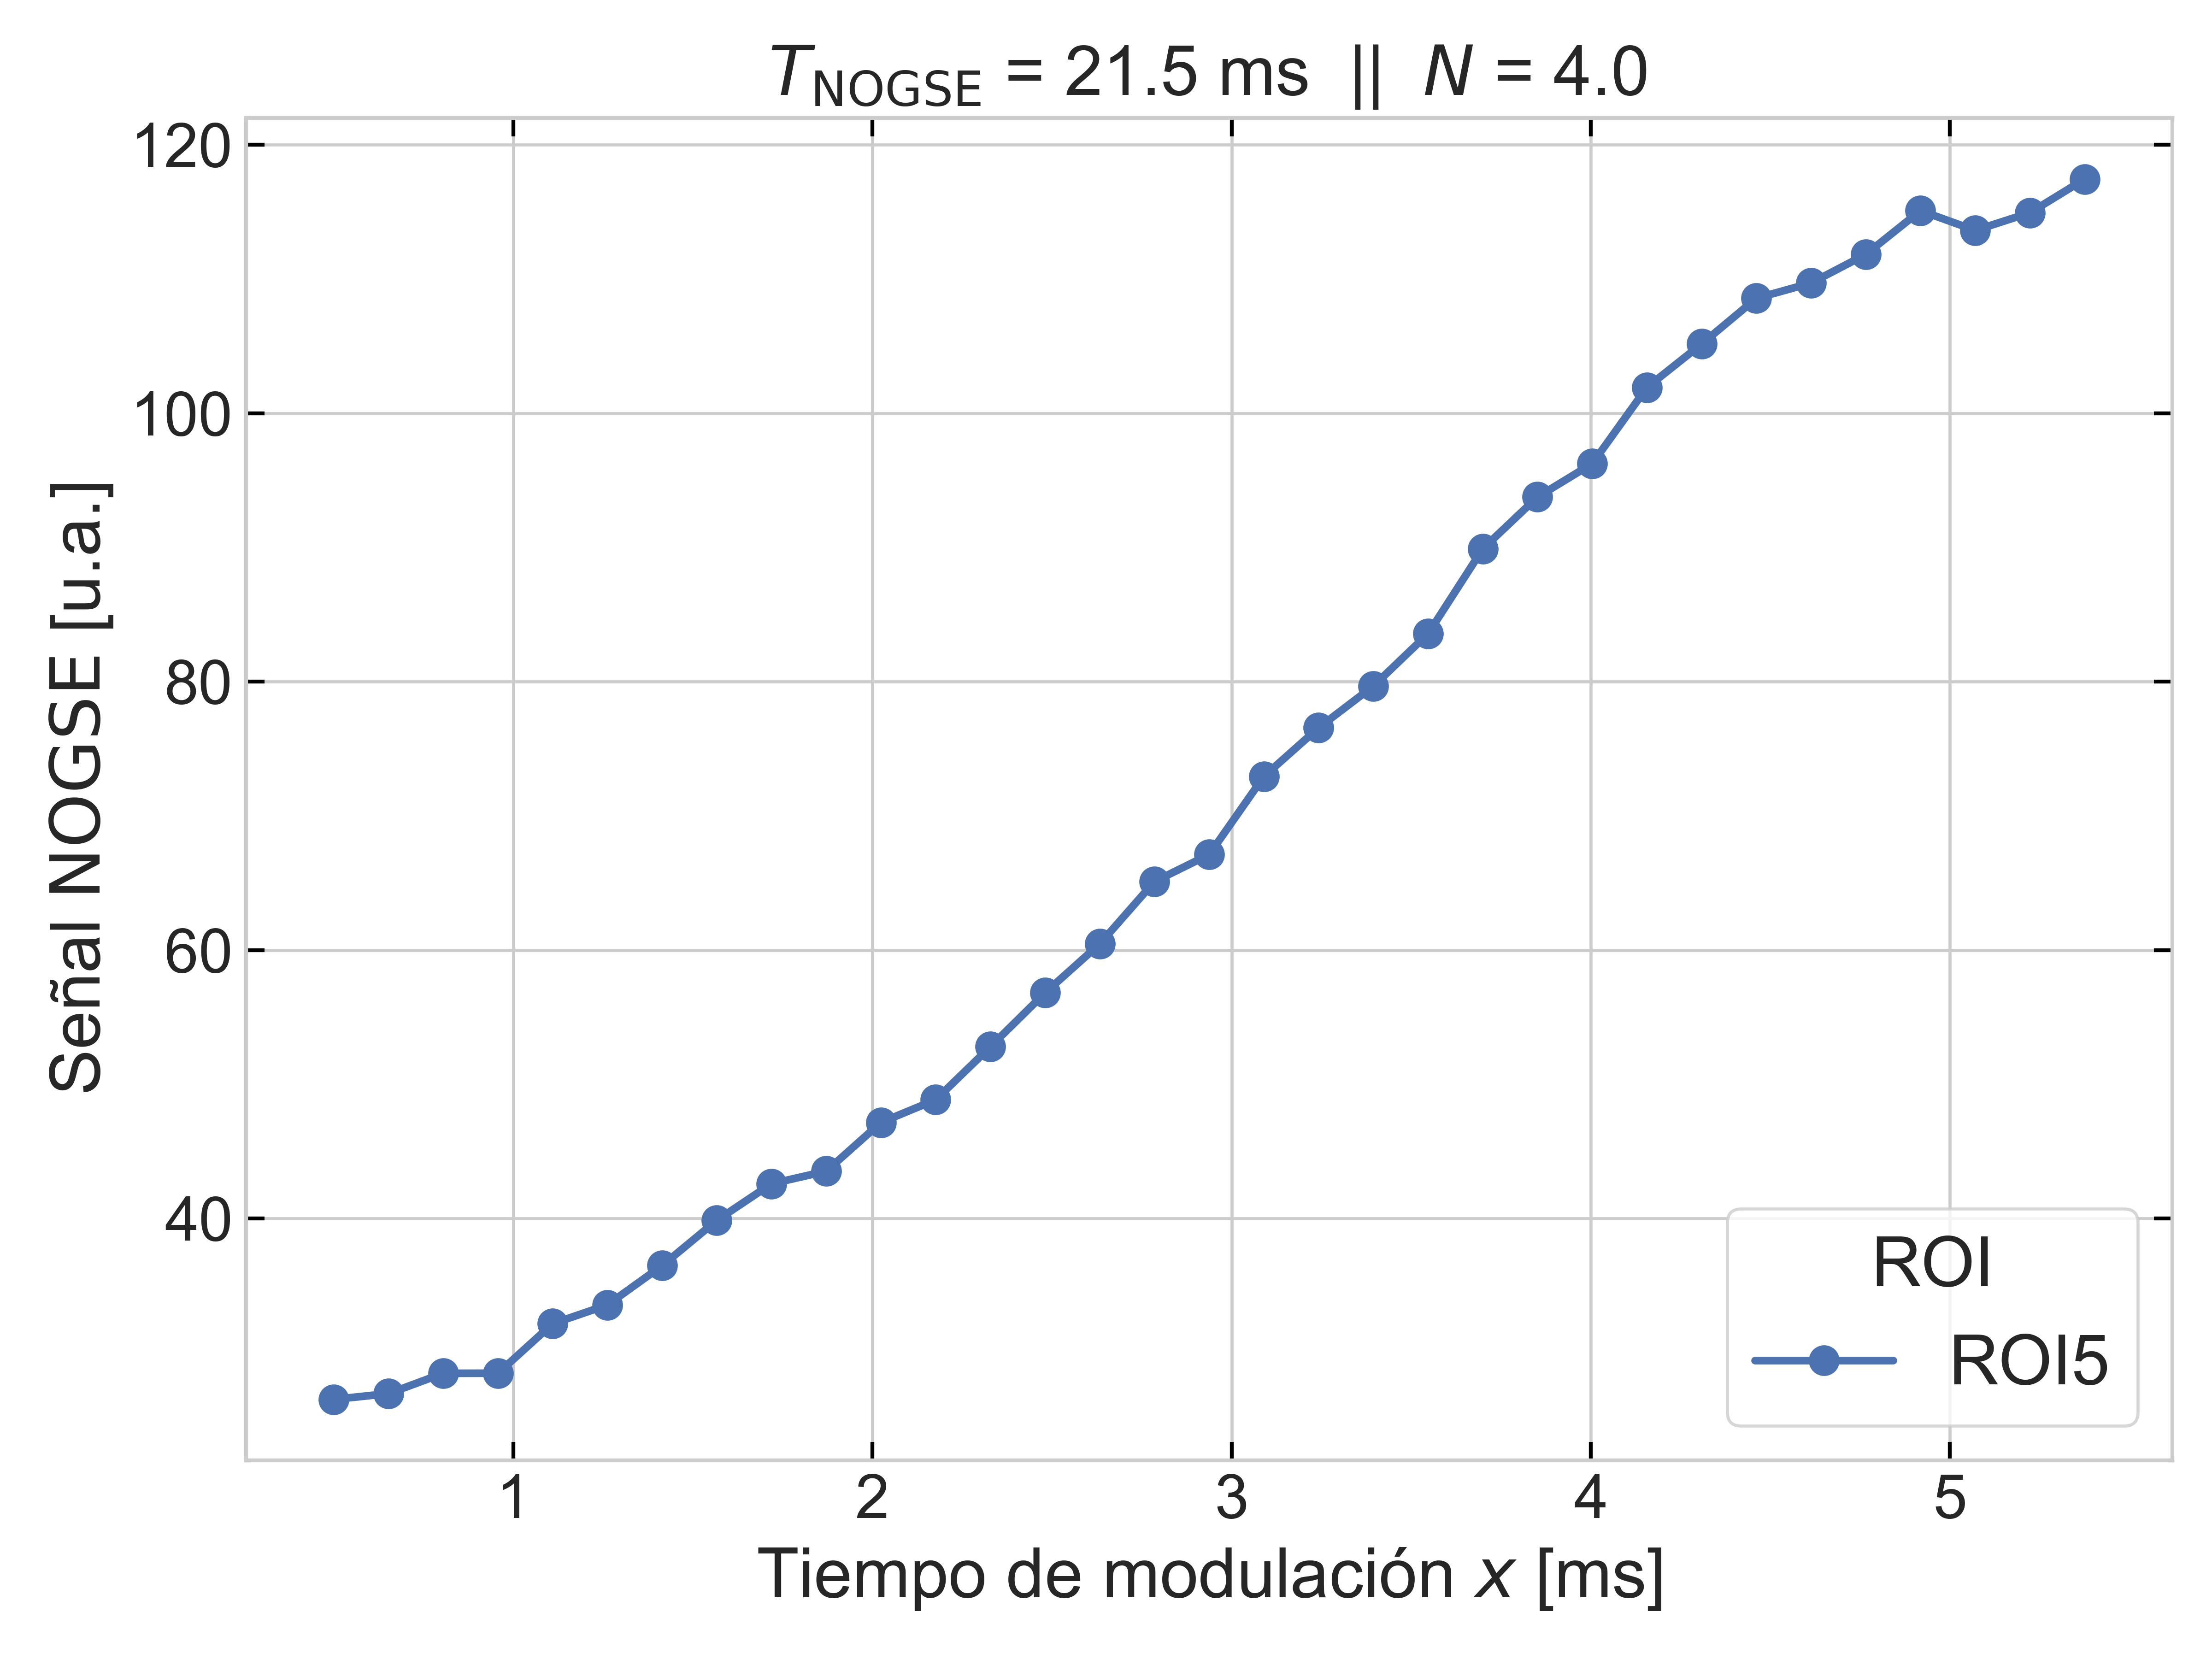 T_NOGSE = 21.5 ms || N = 4.0
120
100
80
60
40
Señal NOGSE [u.a.]
ROI
ROI5
1 2 3 4 5
Tiempo de modulación x [ms]